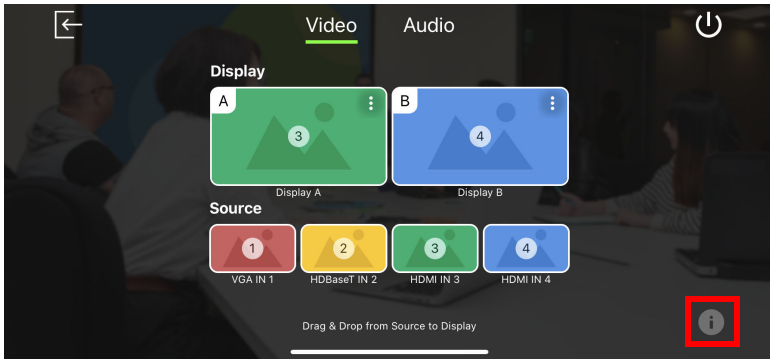 Video Audio
Display
A B
3 4
Display A Display B
Source
1 2 3 4
VGA IN 1 HDBaseT IN 2 HDMI IN 3 HDMI IN 4
Drag & Drop from Source to Display